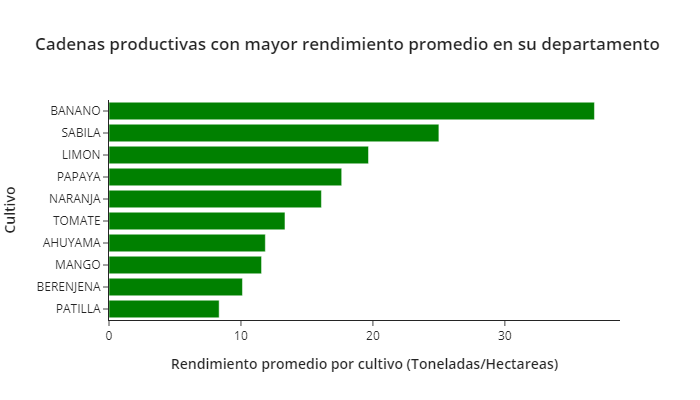 Cadenas productivas con mayor rendimiento promedio en su departamento
Cultivo
BANANO
SABILA
LIMON
PAPAYA
NARANJA
TOMATE
AHUYAMA
MANGO
BERENJENA
PATILLA
0 10 20 30
Rendimiento promedio por cultivo (Toneladas/Hectareas)